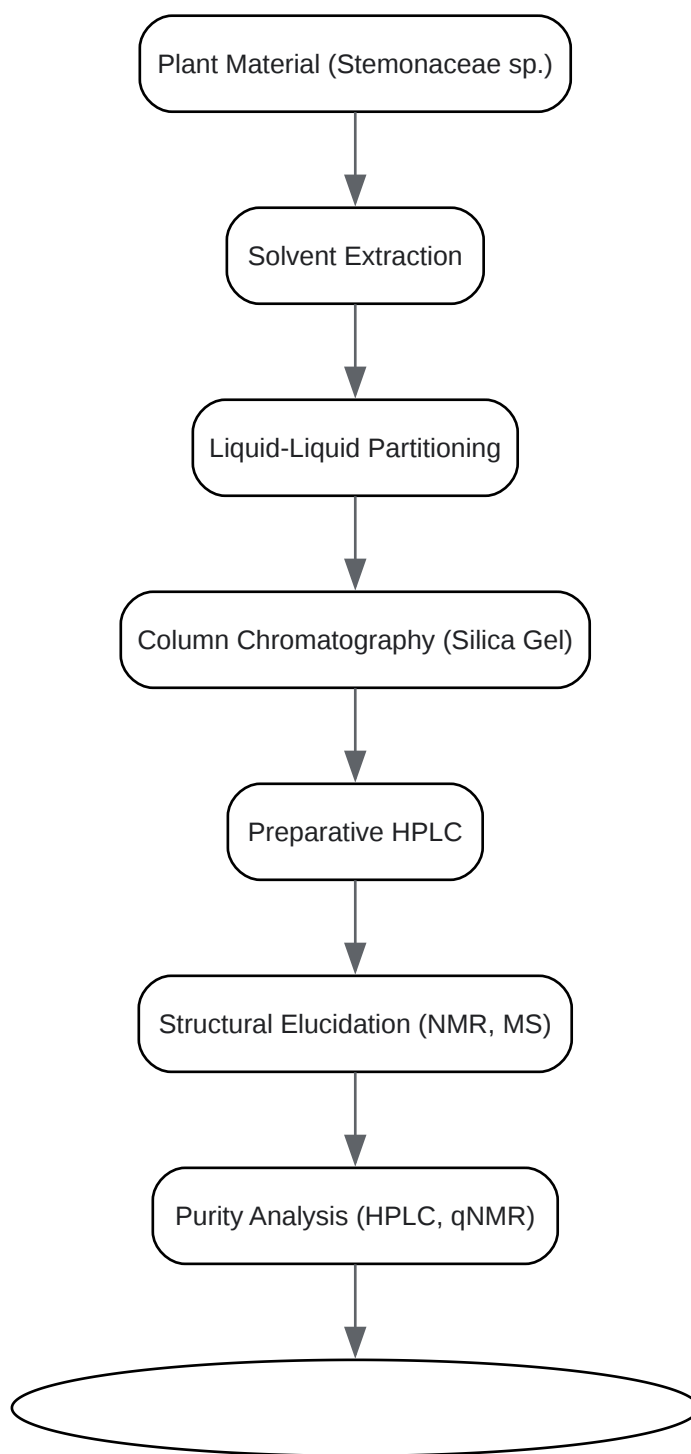 Plant Material (Stemonaceae sp.)
Solvent Extraction
Liquid-Liquid Partitioning
Column Chromatography (Silica Gel)
Preparative HPLC
Structural Elucidation (NMR, MS)
Purity Analysis (HPLC, qNMR)